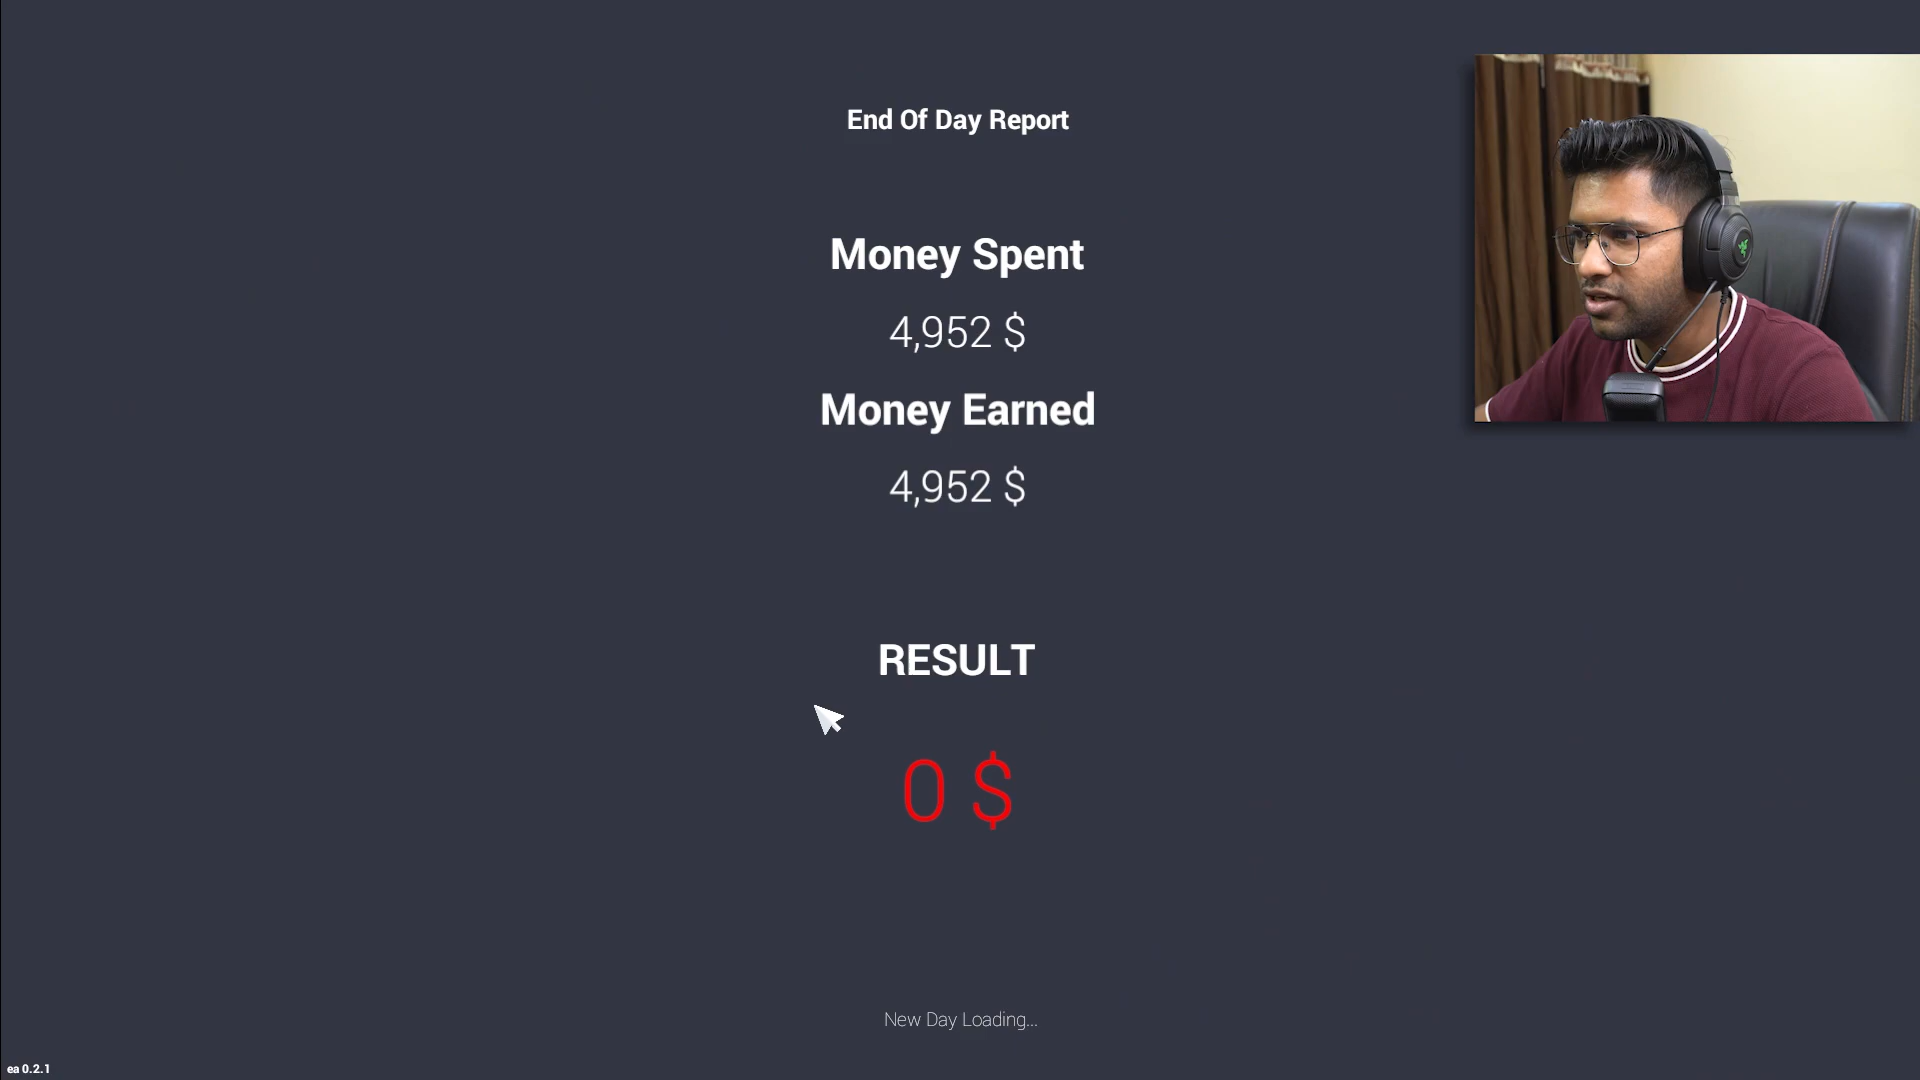 End Of Day Report
Money Spent
4,952 $
Money Earned
4,952 $
RESULT
0 $
New Day Loading...
ea 0.2.1